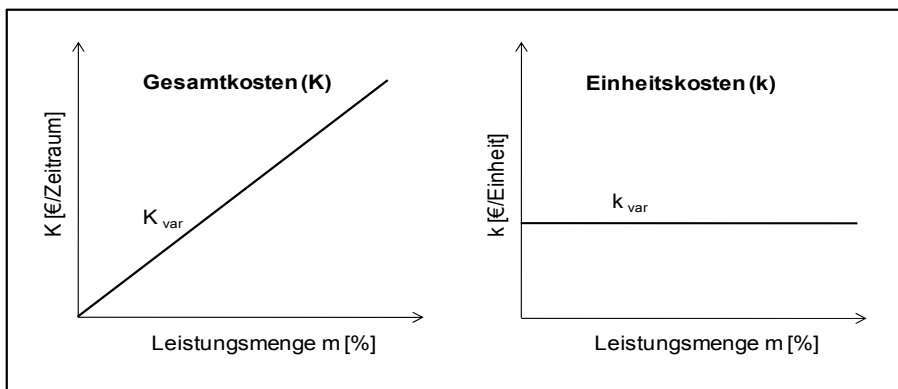 Gesamtkosten (K)
K [€/Zeitraum]
K var
Leistungsmenge m [%]
Einheitskosten (k)
k [€/Einheit]
k var
Leistungsmenge m [%]